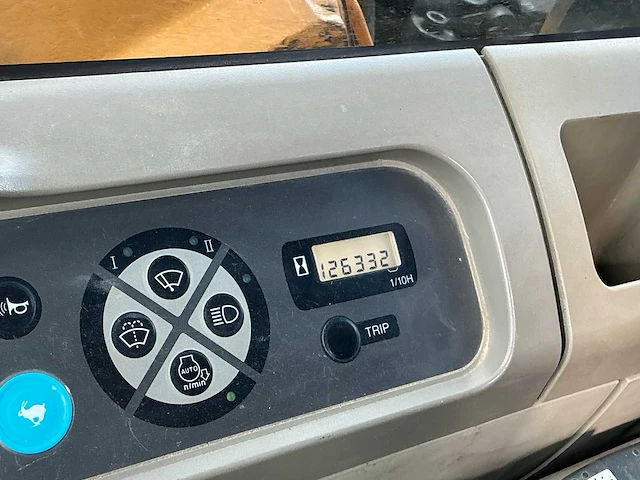 I II
126332
1/10H
TRIP
AUTO
n/min